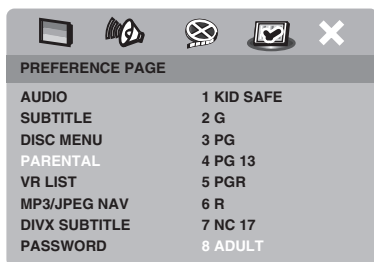 PREFERENCE PAGE
AUDIO 1 KID SAFE
SUBTITLE 2 G
DISC MENU 3 PG
PARENTAL 4 PG 13
VR LIST 5 PGR
MP3/JPEG NAV 6 R
DIVX SUBTITLE 7 NC 17
PASSWORD 8 ADULT